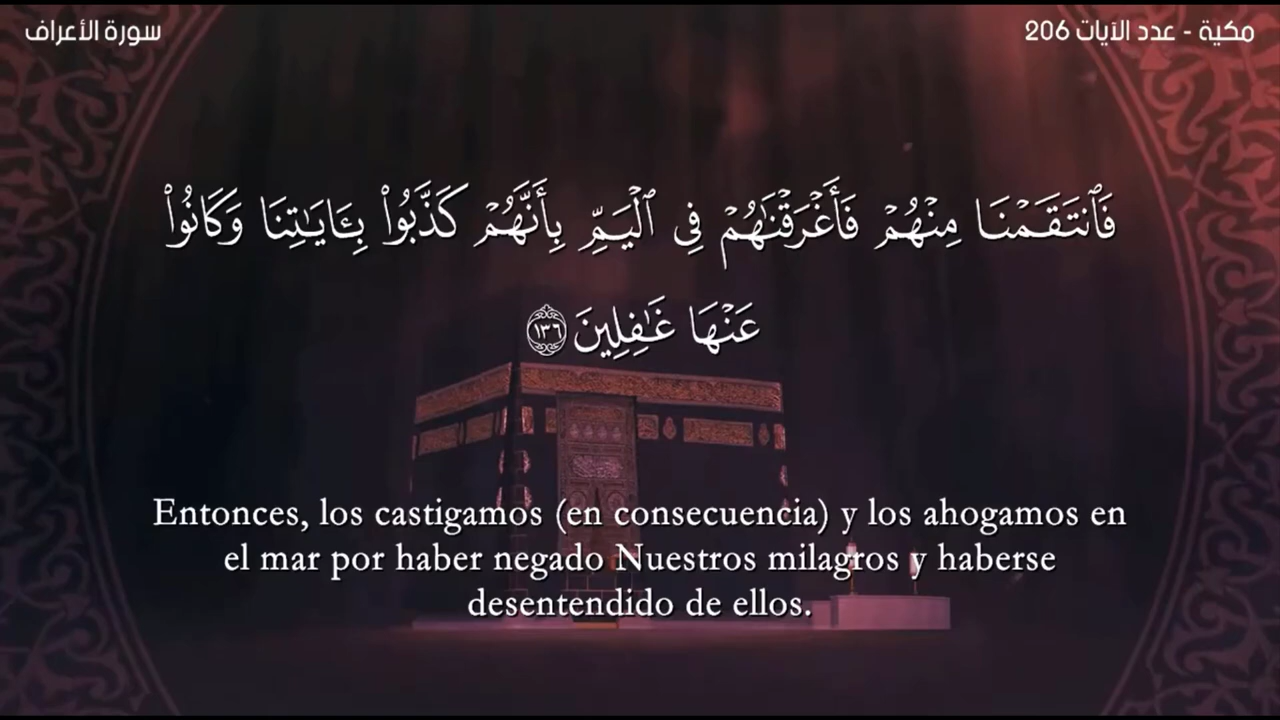 سورة الأعراف
مكية - عدد الآيات 206
فَٱنتَقَمْنَا مِنْهُمْ فَأَغْرَقْنَٰهُمْ فِى ٱلْيَمِّ بِأَنَّهُمْ كَذَّبُوا۟ بِـَٔايَٰتِنَا وَكَانُوا۟
عَنْهَا غَٰفِلِينَ ١٣٦
Entonces, los castigamos (en consecuencia) y los ahogamos en
el mar por haber negado Nuestros milagros y haberse
desentendido de ellos.